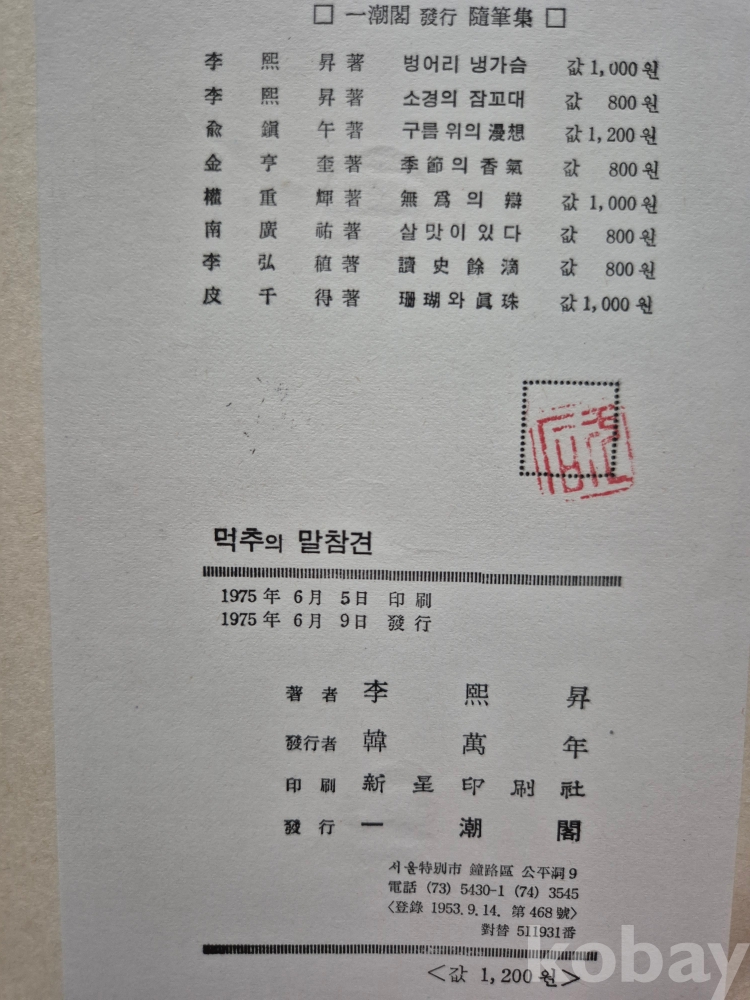 □ 一潮閣 發行 隨筆集 □
李熙昇著 벙어리 냉가슴 값 1,000원
李熙昇著 소경의 잠꼬대 값 800원
兪鎭午著 구름 위의 漫想 값 1,200원
金亨奎著 季節의 香氣 값 800원
權重輝著 無爲의 辯 값 1,000원
南廣祐著 살맛이 있다 값 800원
李弘稙著 讀史餘滴 값 800원
皮千得著 珊瑚와 眞珠 값 1,000원
먹추의 말참견
1975年 6月 5日 印刷
1975年 6月 9日 發行
著者 李熙昇
發行者 韓萬年
印刷 新星印刷社
發行 一潮閣
서울特別市 鐘路區 公平洞 9
電話 (73) 5430-1 (74) 3545
〈登錄 1953.9.14. 第468號〉
對替 511931番
<값 1,200원>
kobay